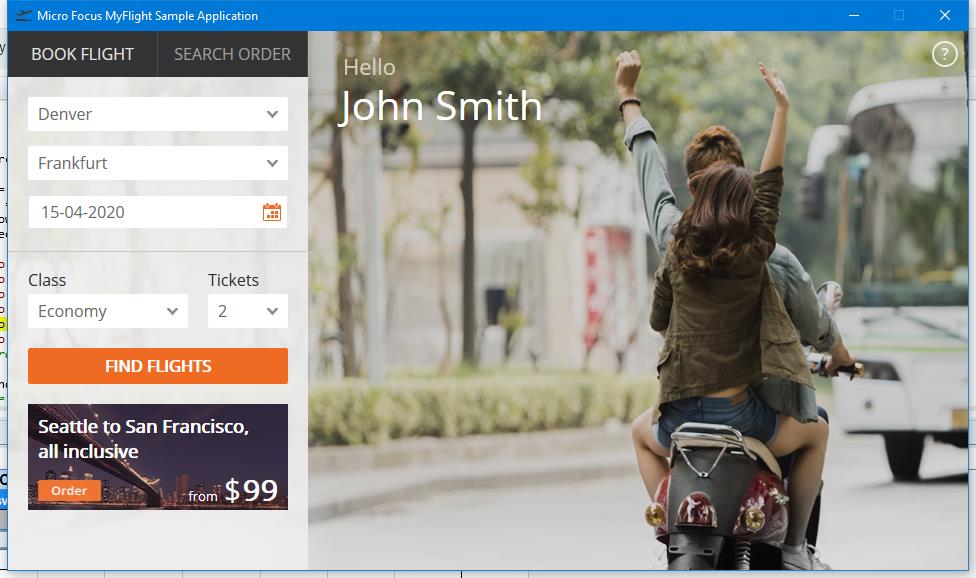 Micro Focus MyFlight Sample Application
BOOK FLIGHT
SEARCH ORDER
Denver
Frankfurt
15-04-2020
Class
Tickets
Economy
2
FIND FLIGHTS
Seattle to San Francisco,
all inclusive
Order
from $99
Hello
John Smith
?